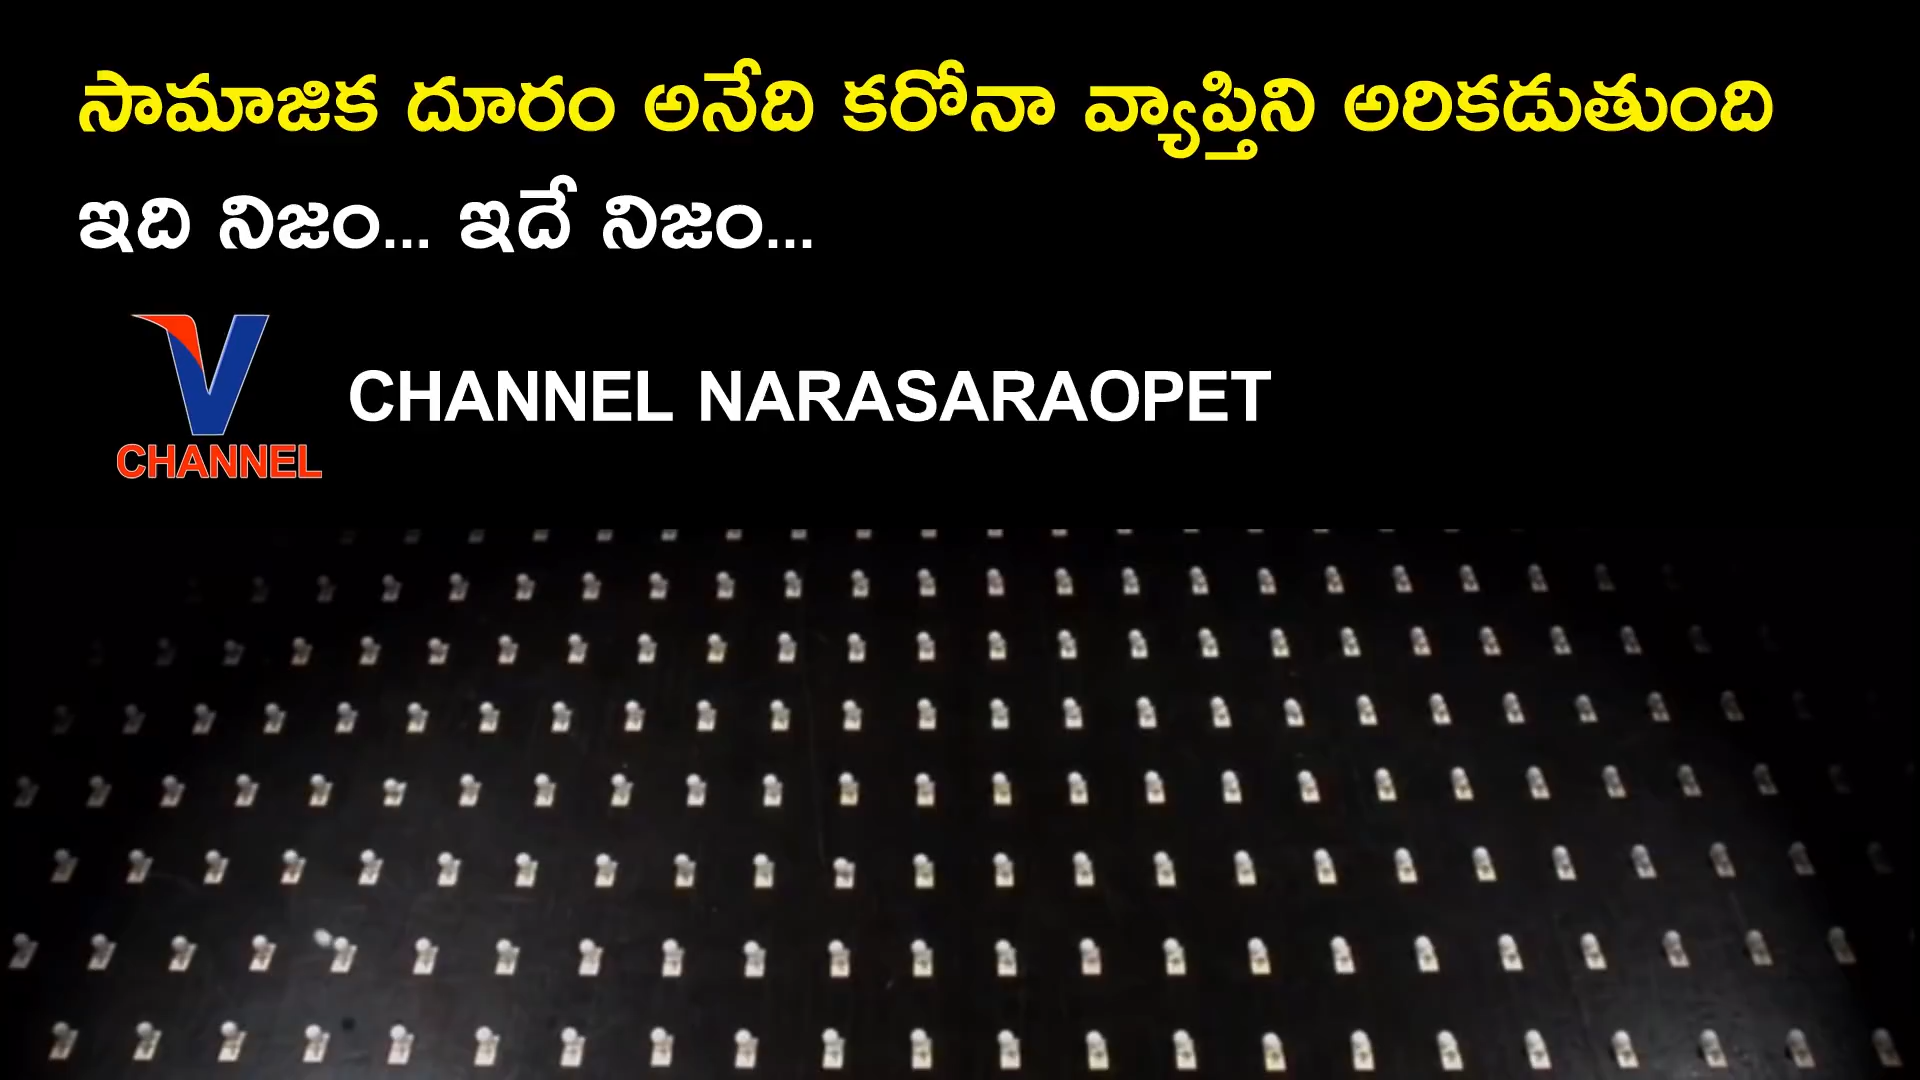 సామాజిక దూరం అనేది కరోనా వ్యాప్తిని అరికడుతుంది
ఇది నిజం... ఇదే నిజం...
V
CHANNEL
CHANNEL NARASARAOPET